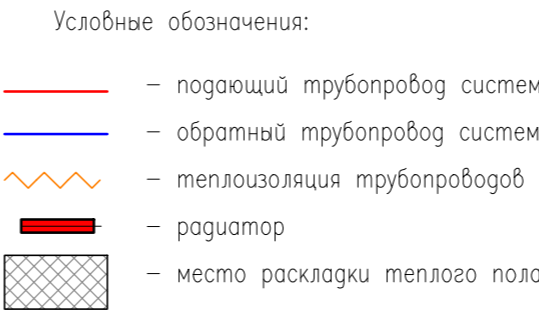 Условные обозначения:
– подающий трубопровод систем
– обратный трубопровод систем
– теплоизоляция трубопроводов
– радиатор
– место раскладки теплого пола